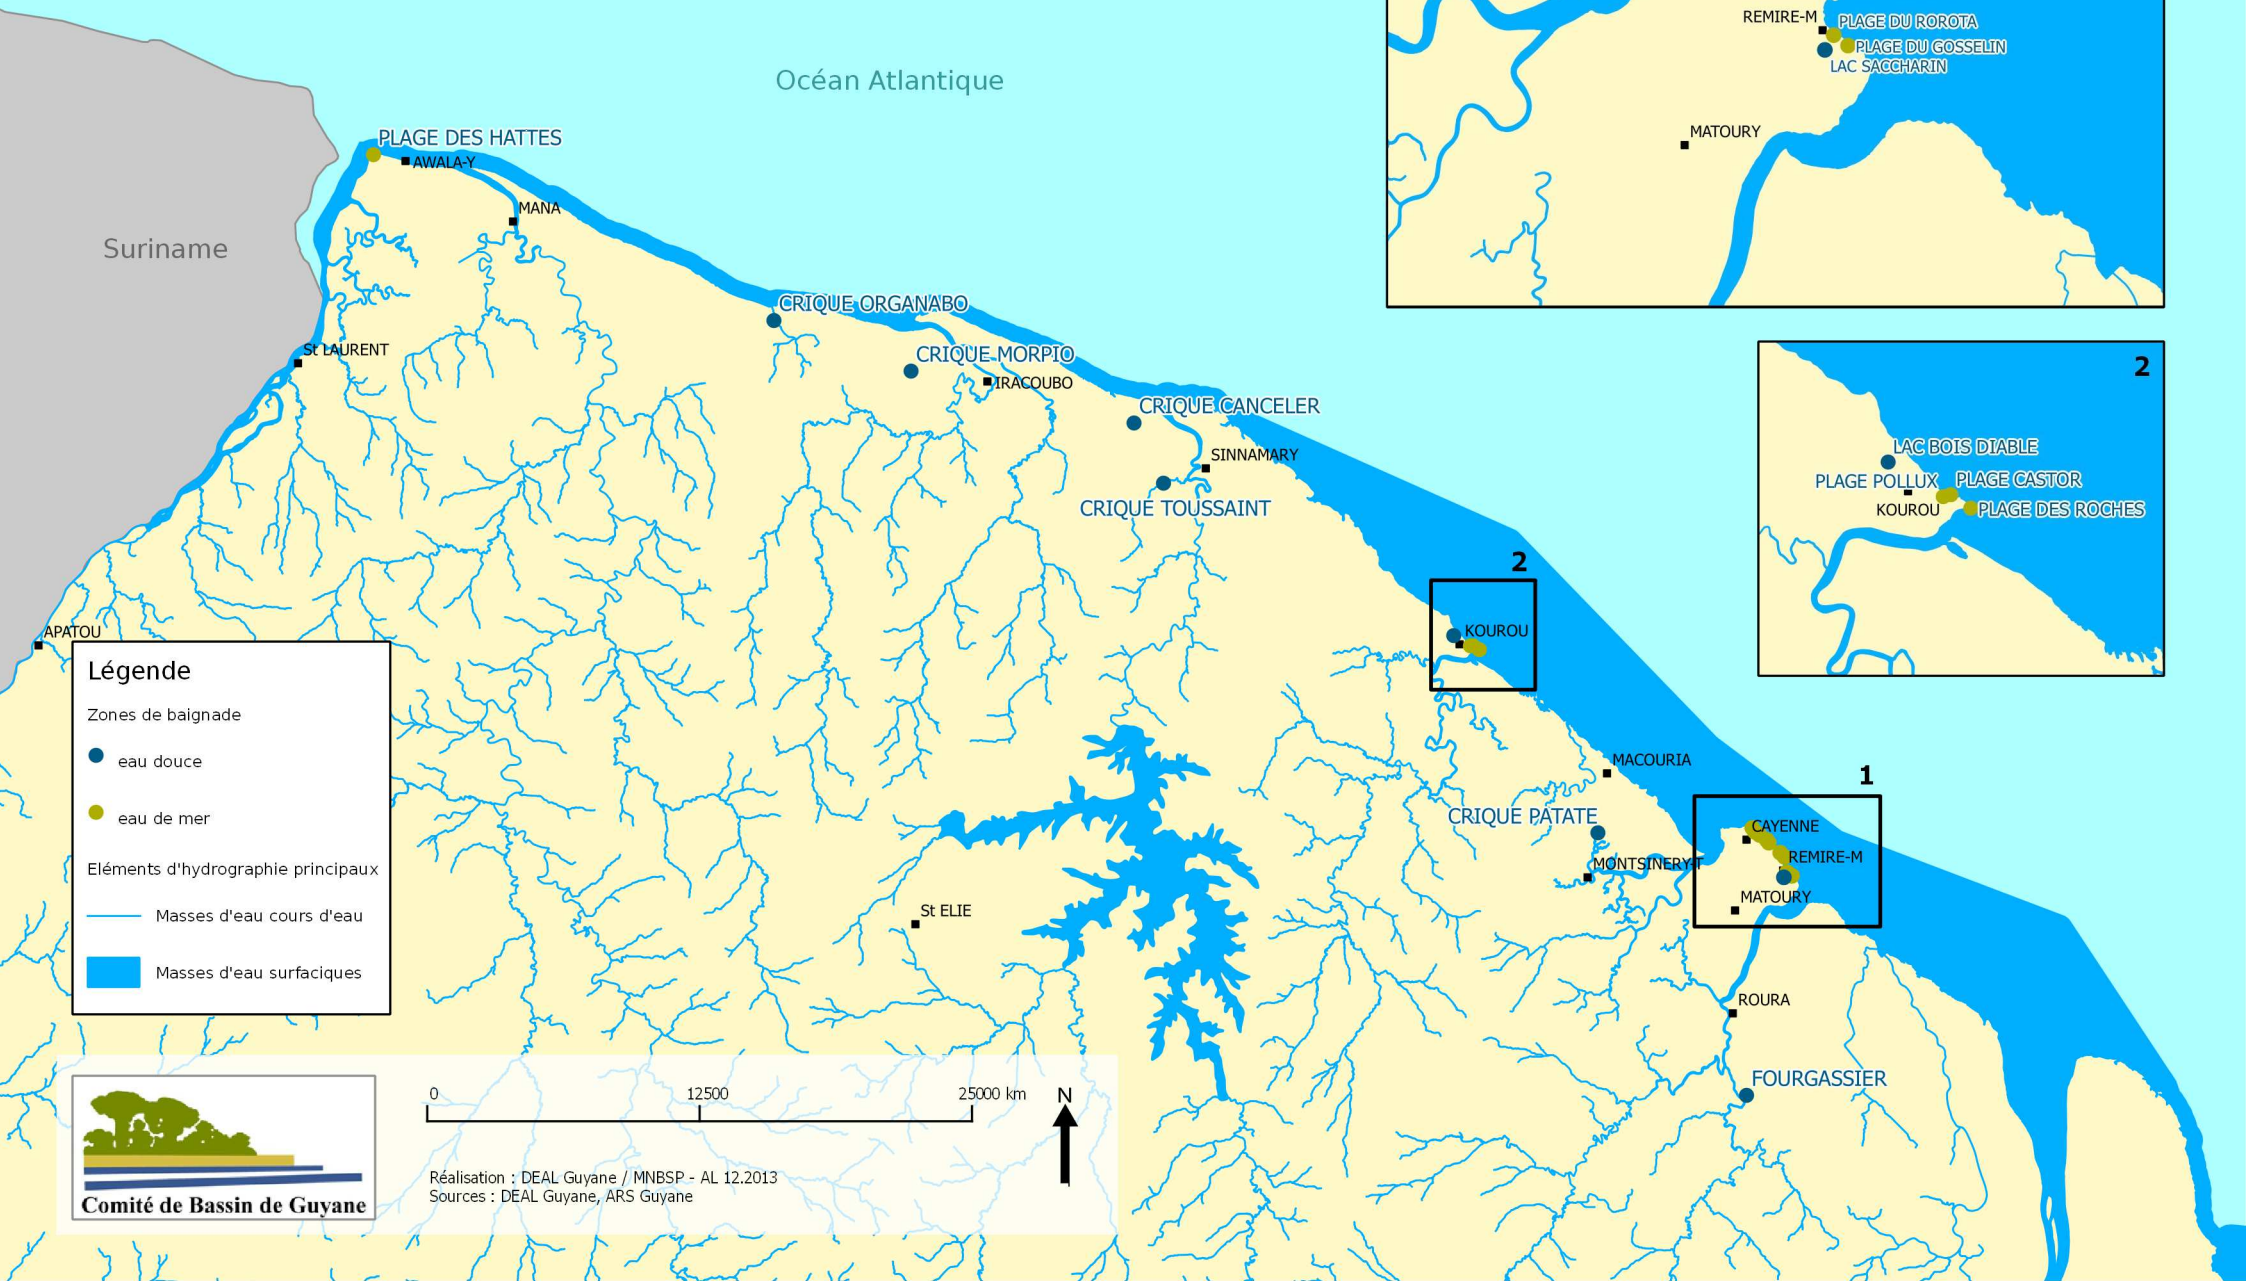 REMIRE-M
PLAGE DU ROROTA
PLAGE DU GOSSELIN
LAC SACCHARIN
MATOURY
Océan Atlantique
PLAGE DES HATTES
AWALA-Y
MANA
Suriname
CRIQUE ORGANABO
St LAURENT
CRIQUE MORPIO
IRACOUBO
CRIQUE CANCELER
SINNAMARY
CRIQUE TOUSSAINT
2
LAC BOIS DIABLE
PLAGE POLLUX
PLAGE CASTOR
KOUROU
PLAGE DES ROCHES
2
KOUROU
APATOU
MACOURIA
1
CRIQUE PATATE
CAYENNE
MONTSINERY-T
REMIRE-M
MATOURY
St ELIE
ROURA
FOURGASSIER
Légende
Zones de baignade
eau douce
eau de mer
Eléments d'hydrographie principaux
Masses d'eau cours d'eau
Masses d'eau surfaciques
Comité de Bassin de Guyane
0 12500 25000 km
N
Réalisation : DEAL Guyane / MNBSP - AL 12.2013
Sources : DEAL Guyane, ARS Guyane